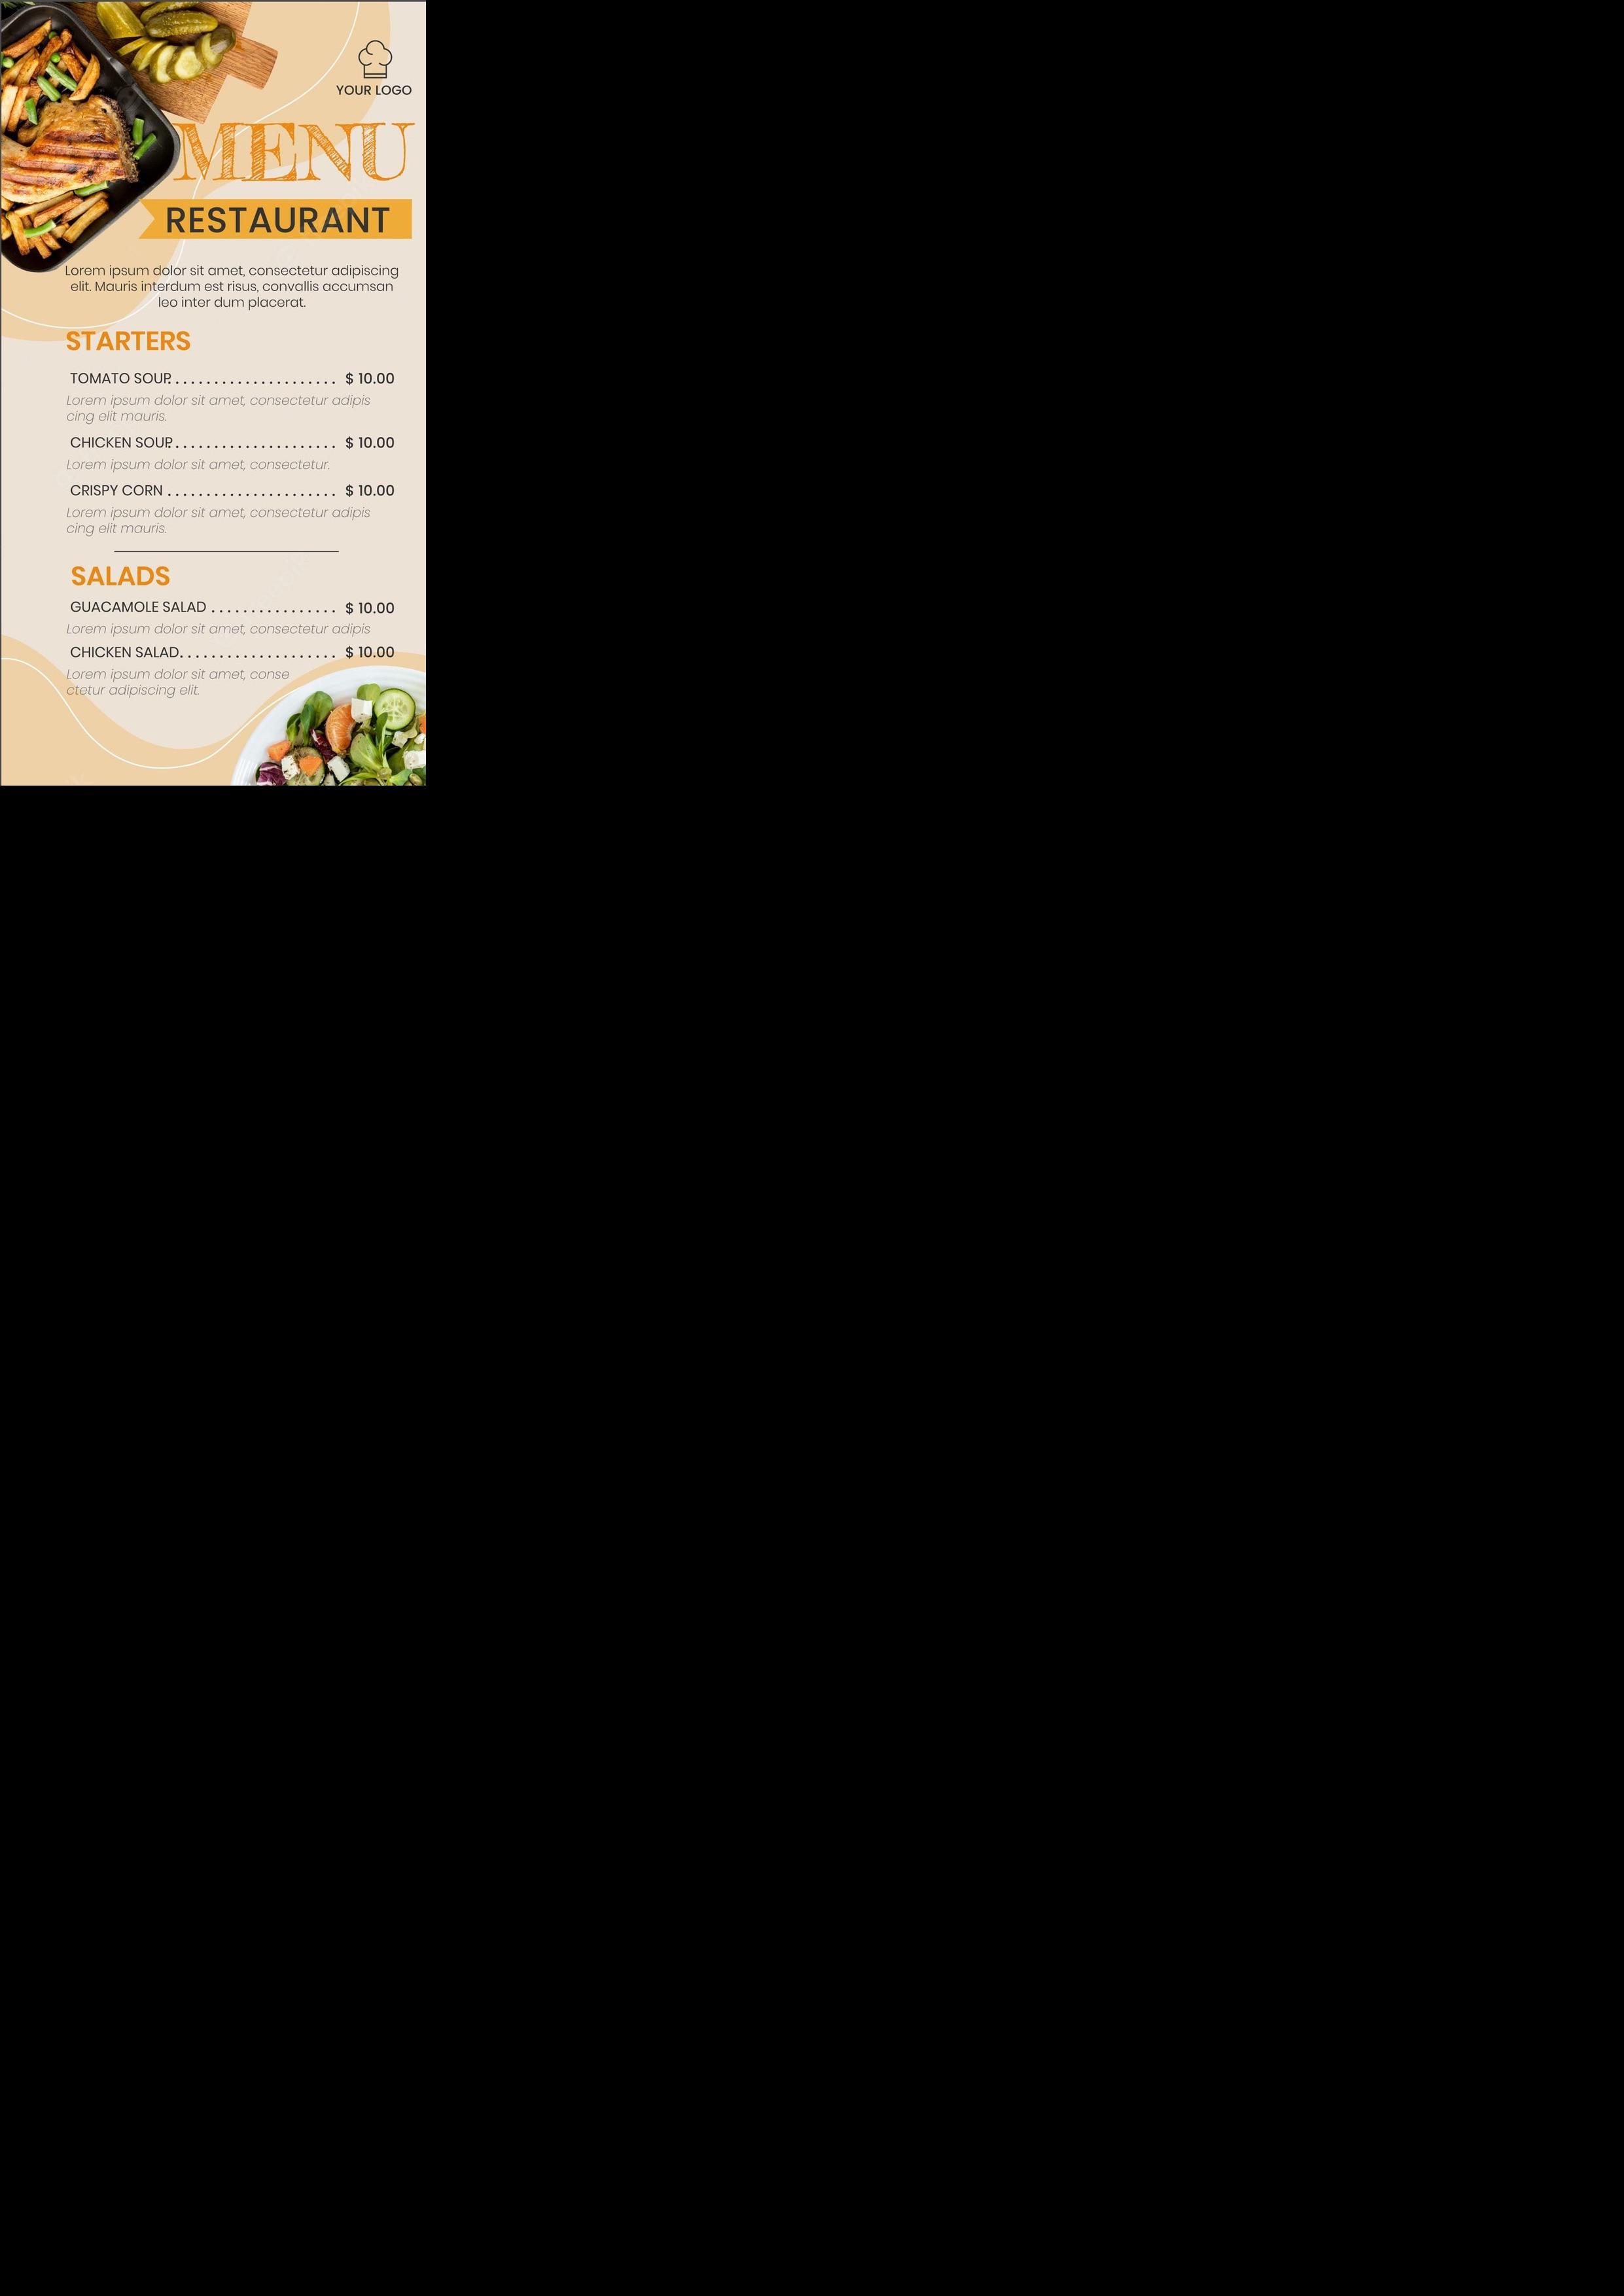 YOUR LOGO
MENU
RESTAURANT
Lorem ipsum dolor sit amet, consectetur adipiscing
elit. Mauris interdum est risus, convallis accumsan
leo inter dum placerat.
STARTERS
TOMATO SOUP. . . . . . . . . . . . . . . . . . . . . . $ 10.00
Lorem ipsum dolor sit amet, consectetur adipis
cing elit mauris.
CHICKEN SOUP. . . . . . . . . . . . . . . . . . . . . . $ 10.00
Lorem ipsum dolor sit amet, consectetur.
CRISPY CORN . . . . . . . . . . . . . . . . . . . . . . $ 10.00
Lorem ipsum dolor sit amet, consectetur adipis
cing elit mauris.
SALADS
GUACAMOLE SALAD . . . . . . . . . . . . . . . . $ 10.00
Lorem ipsum dolor sit amet, consectetur adipis
CHICKEN SALAD. . . . . . . . . . . . . . . . . . . . $ 10.00
Lorem ipsum dolor sit amet, conse
ctetur adipiscing elit.